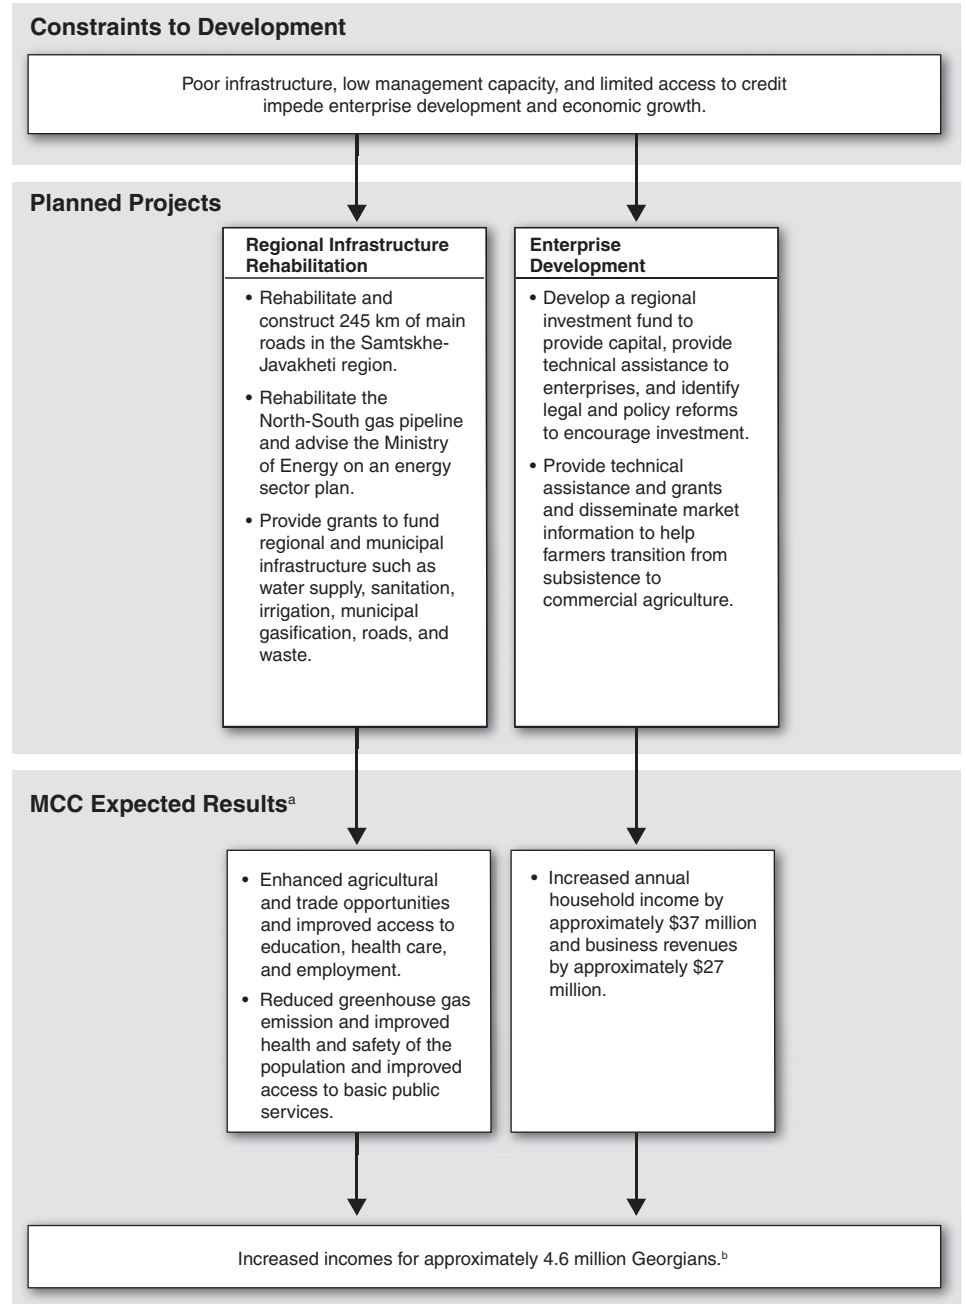 Constraints to Development
Poor infrastructure, low management capacity, and limited access to credit
impede enterprise development and economic growth.
Planned Projects
Regional Infrastructure
Rehabilitation
• Rehabilitate and
construct 245 km of main
roads in the Samtskhe-
Javakheti region.
• Rehabilitate the
North-South gas pipeline
and advise the Ministry
of Energy on an energy
sector plan.
• Provide grants to fund
regional and municipal
infrastructure such as
water supply, sanitation,
irrigation, municipal
gasification, roads, and
waste.
Enterprise
Development
• Develop a regional
investment fund to
provide capital, provide
technical assistance to
enterprises, and identify
legal and policy reforms
to encourage investment.
• Provide technical
assistance and grants
and disseminate market
information to help
farmers transition from
subsistence to
commercial agriculture.
MCC Expected Resultsᵃ
• Enhanced agricultural
and trade opportunities
and improved access to
education, health care,
and employment.
• Reduced greenhouse gas
emission and improved
health and safety of the
population and improved
access to basic public
services.
• Increased annual
household income by
approximately $37 million
and business revenues
by approximately $27
million.
Increased incomes for approximately 4.6 million Georgians.ᵇ